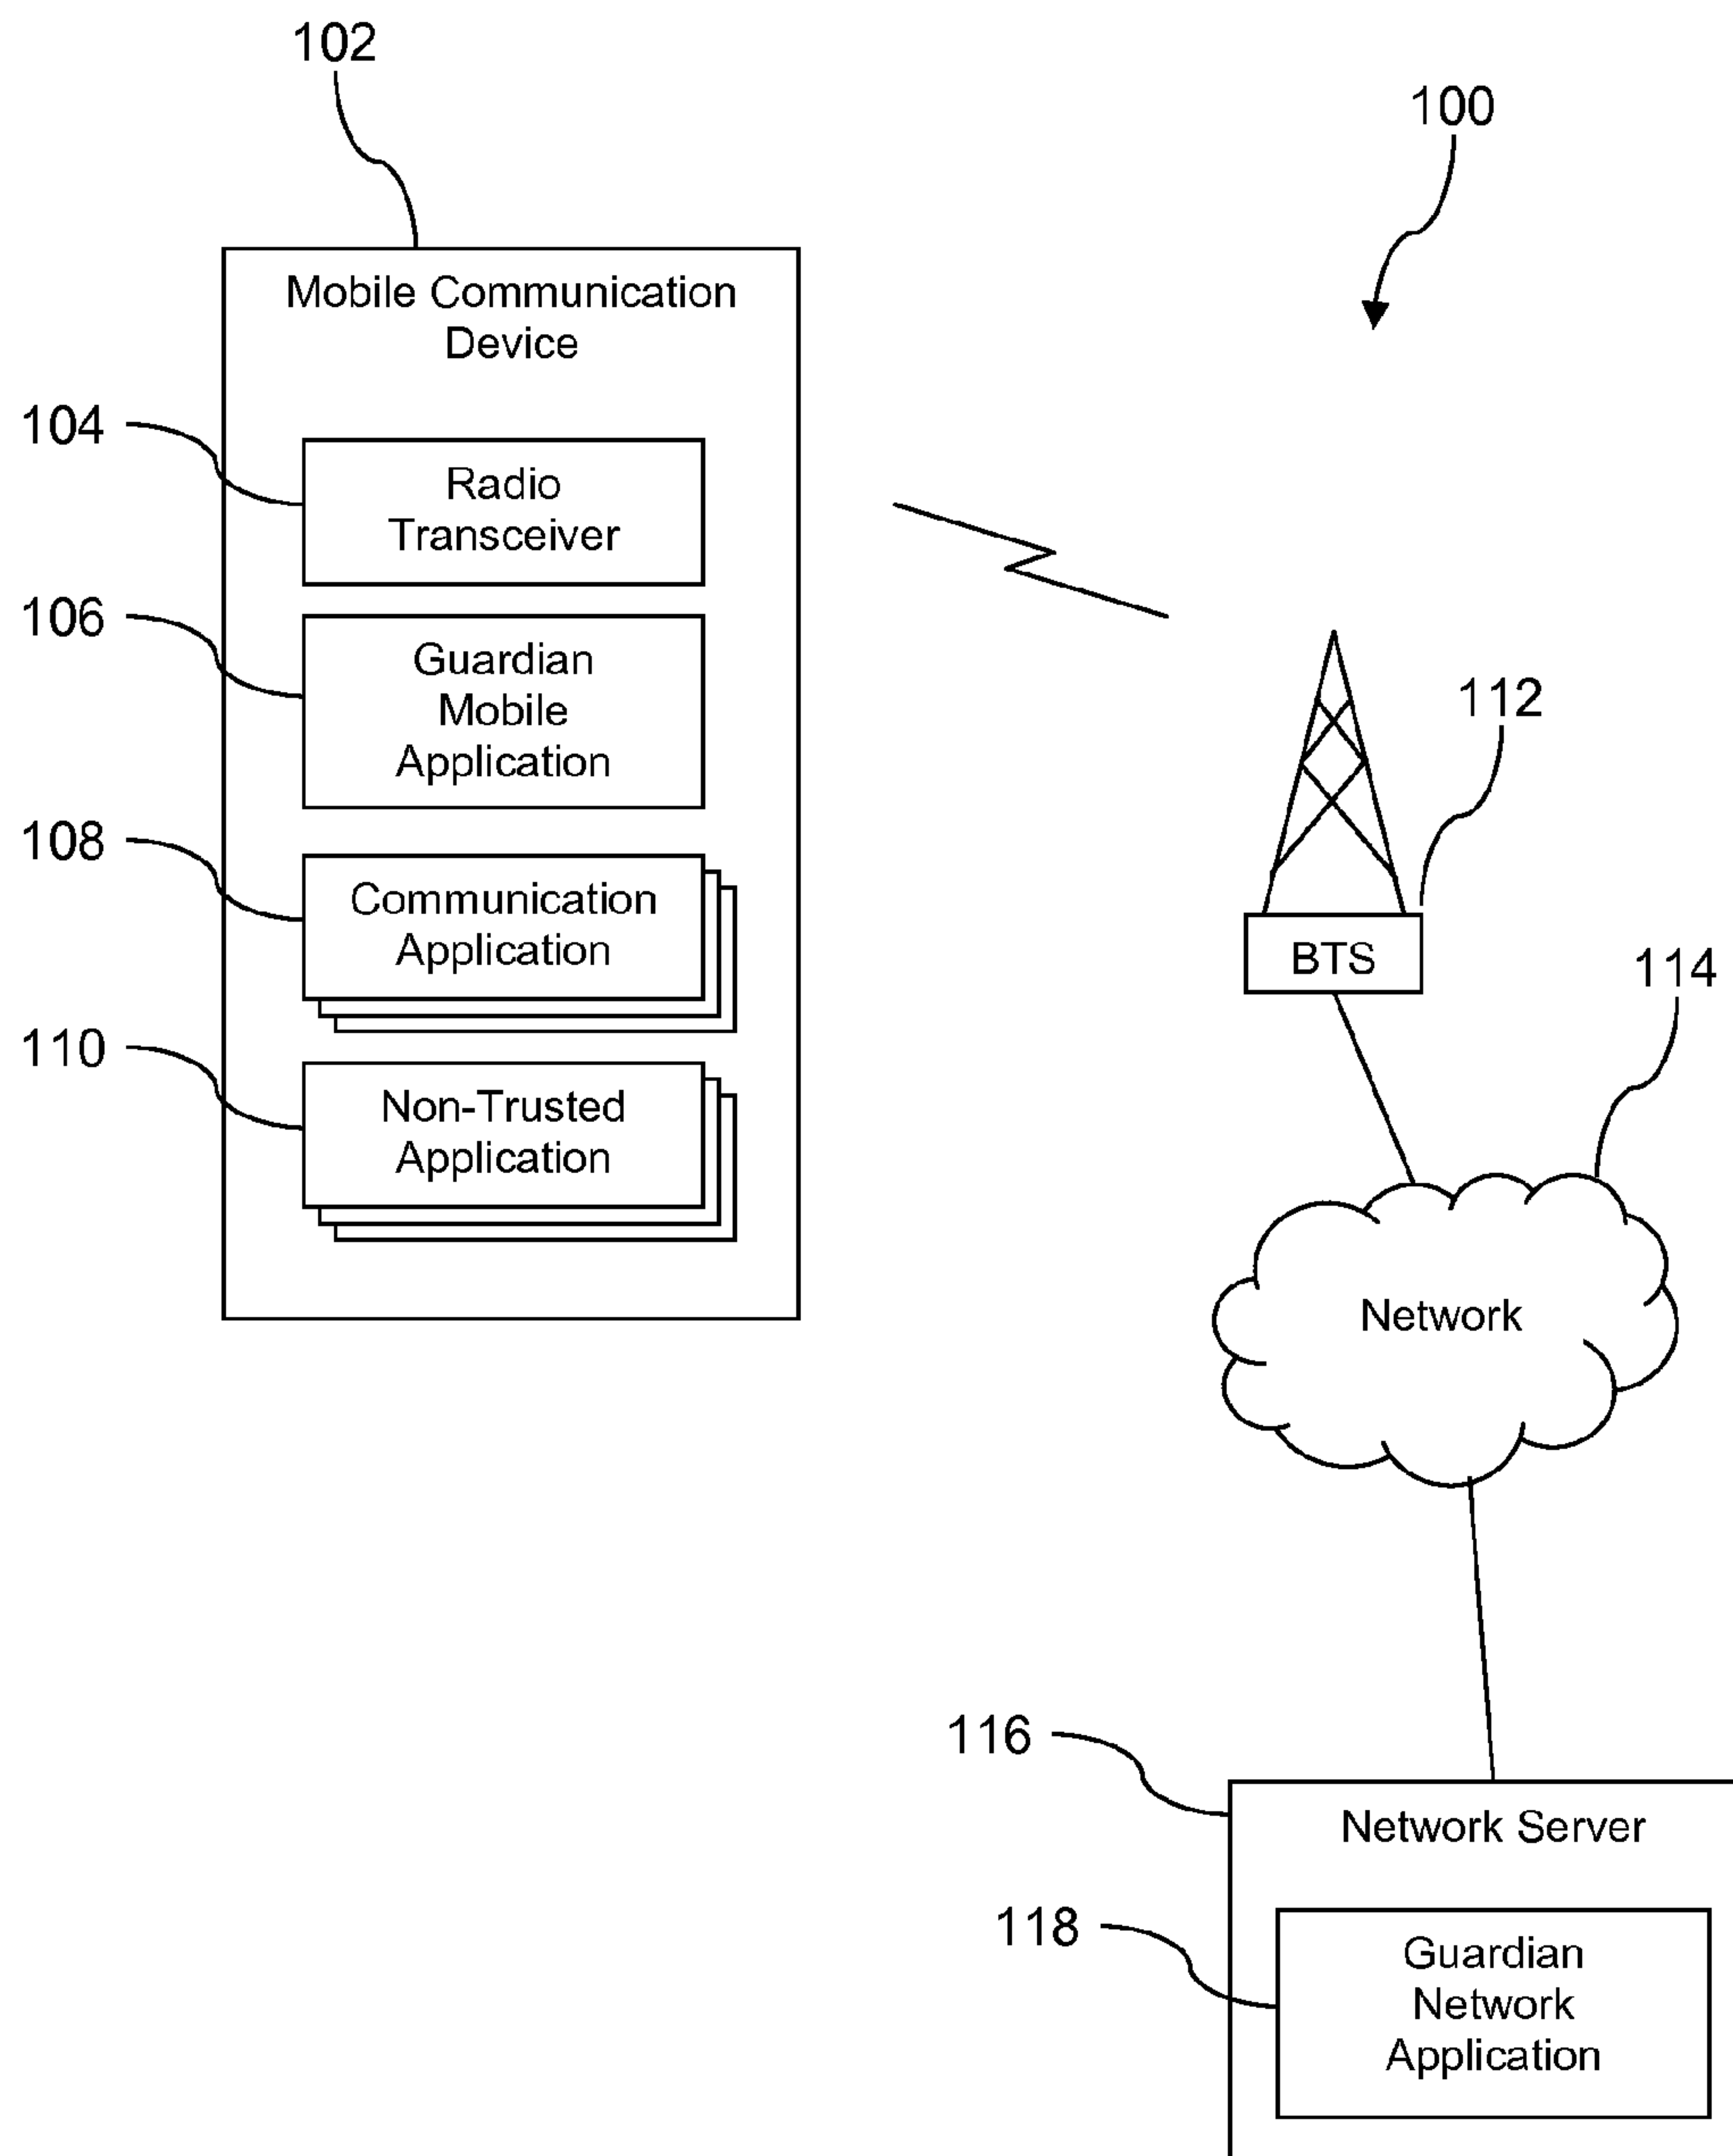 102
100
Mobile Communication
Device
104
Radio
Transceiver
106
Guardian
Mobile
Application
112
108
Communication
Application
BTS
114
110
Non-Trusted
Application
Network
116
Network Server
118
Guardian
Network
Application